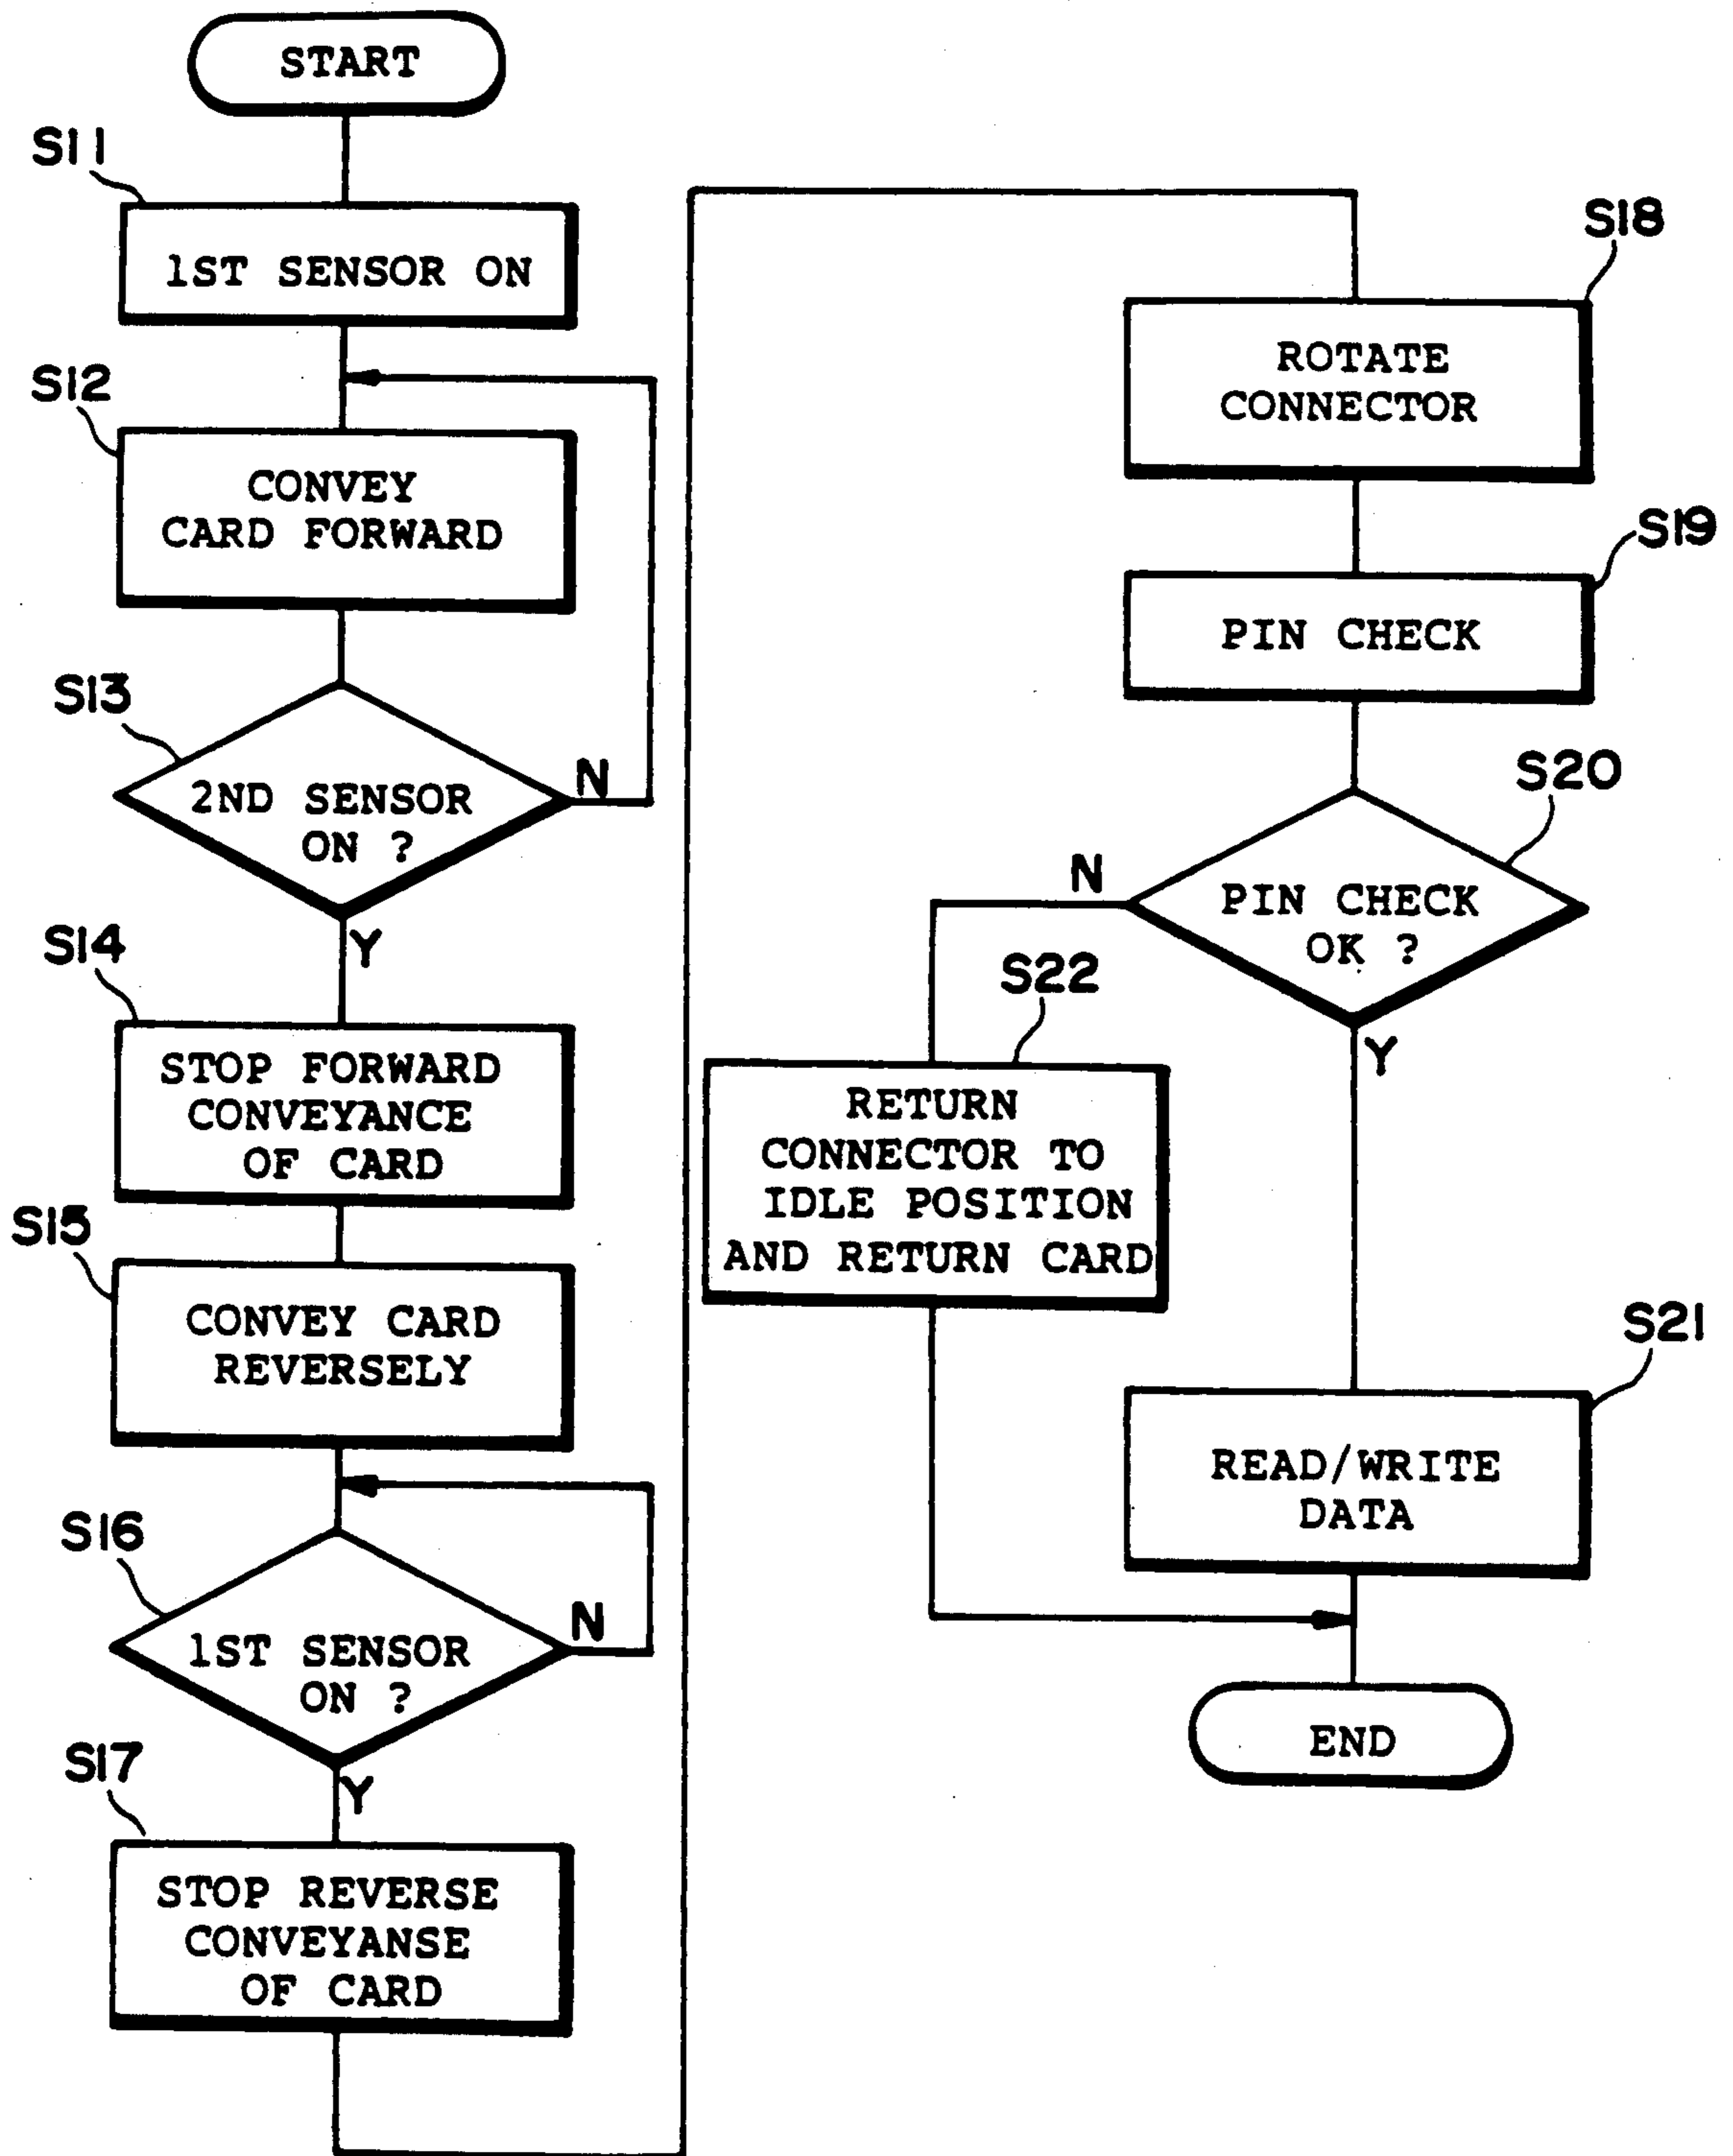 START
S11
1ST SENSOR ON
S12
CONVEY
CARD FORWARD
S13
2ND SENSOR
ON ?
N
Y
S14
STOP FORWARD
CONVEYANCE
OF CARD
S15
CONVEY CARD
REVERSELY
S16
1ST SENSOR
ON ?
N
Y
S17
STOP REVERSE
CONVEYANSE
OF CARD
S18
ROTATE
CONNECTOR
S19
PIN CHECK
S20
PIN CHECK
OK ?
N
Y
S22
RETURN
CONNECTOR TO
IDLE POSITION
AND RETURN CARD
S21
READ/WRITE
DATA
END